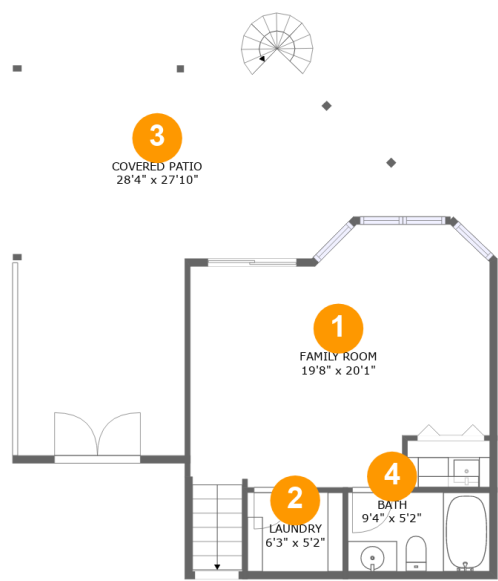 3
COVERED PATIO
28'4" x 27'10"
1
FAMILY ROOM
19'8" x 20'1"
4
BATH
9'4" x 5'2"
2
LAUNDRY
6'3" x 5'2"